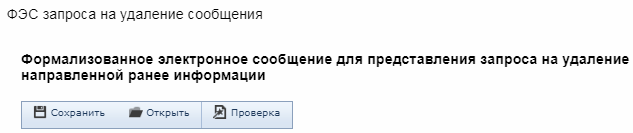 ФЭС запроса на удаление сообщения
Формализованное электронное сообщение для представления запроса на удаление
направленной ранее информации
Сохранить Открыть Проверка